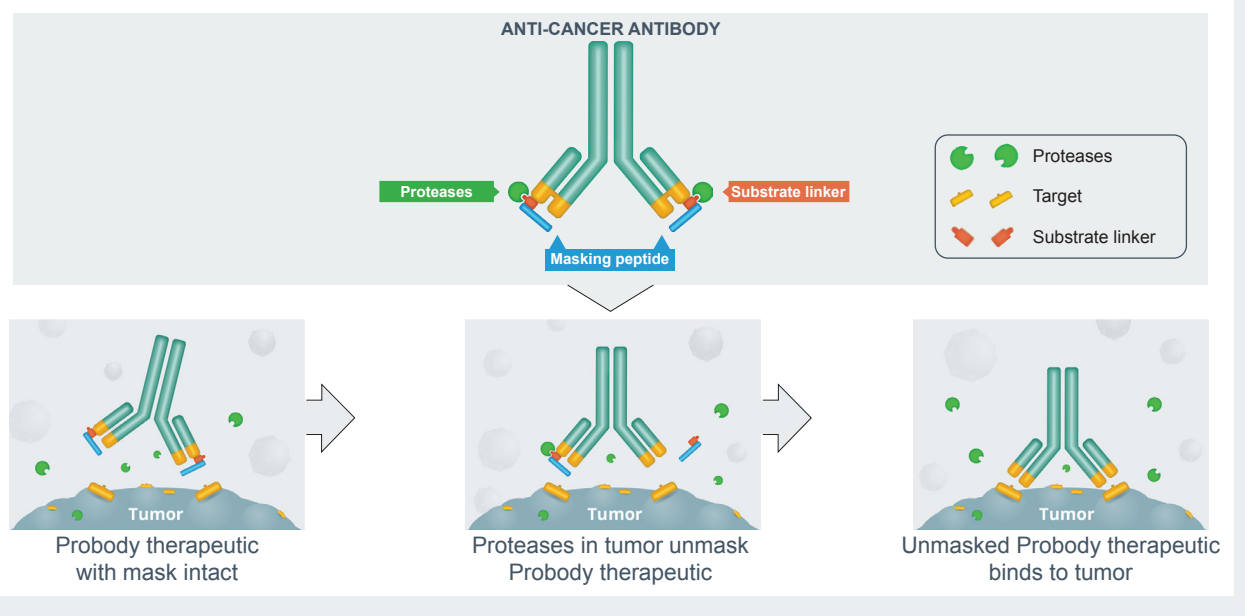 ANTI-CANCER ANTIBODY
Proteases
Substrate linker
Masking peptide
Proteases
Target
Substrate linker
Tumor
Tumor
Tumor
Probody therapeutic
with mask intact
Proteases in tumor unmask
Probody therapeutic
Unmasked Probody therapeutic
binds to tumor